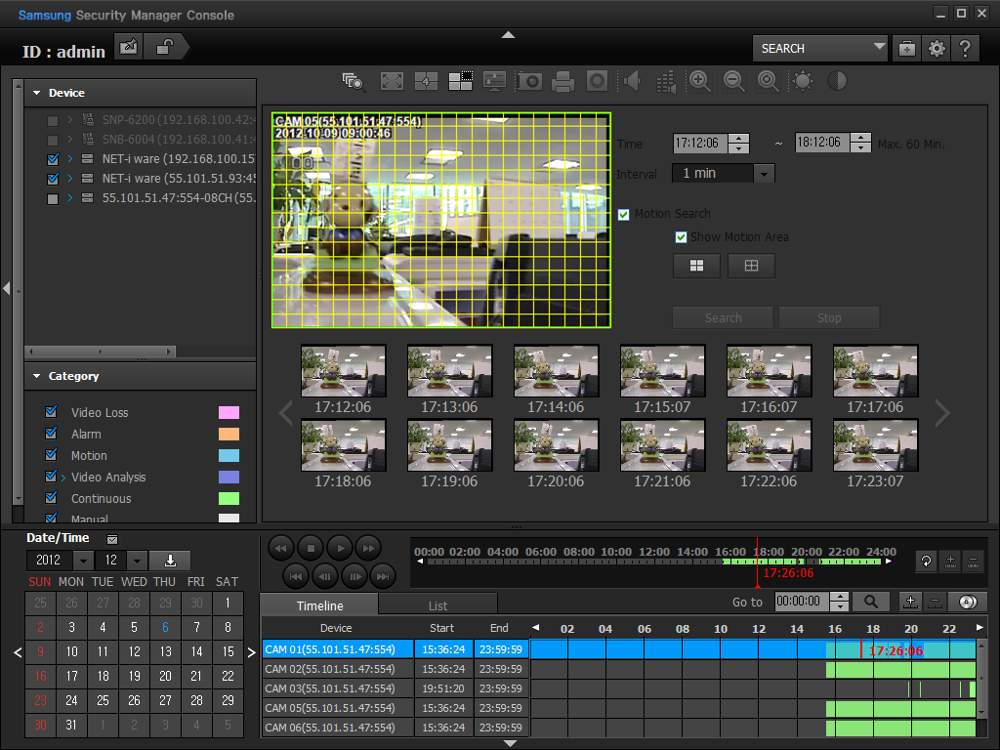 Samsung Security Manager Console
ID : admin
SEARCH
?
Device
SNP-6200 (192.168.100.42:4
SNB-6004 (192.168.100.41:4
NET-i ware (192.168.100.15
NET-i ware (55.101.51.93:45
55.101.51.47:554-08CH (55.
CAM 05(55.101.51:47:554)
2012-10-09 09:00:46
Time 17:12:06 ~ 18:12:06 Max. 60 Min.
Interval 1 min
Motion Search
Show Motion Area
Search Stop
17:12:06 17:13:06 17:14:06 17:15:07 17:16:07 17:17:06
17:18:06 17:19:06 17:20:06 17:21:06 17:22:06 17:23:07
Category
Video Loss
Alarm
Motion
Video Analysis
Continuous
Manual
Date/Time
2012 12
SUN MON TUE WED THU FRI SAT
25 26 27 28 29 30 1
2 3 4 5 6 7 8
9 10 11 12 13 14 15
16 17 18 19 20 21 22
23 24 25 26 27 28 29
30 31 1 2 3 4 5
00:00 02:00 04:00 06:00 08:00 10:00 12:00 14:00 16:00 18:00 20:00 22:00 24:00
17:26:06
Timeline List Go to 00:00:00
Device Start End 02 04 06 08 10 12 14 16 18 20 22
CAM 01(55.101.51.47:554) 15:36:24 23:59:59 17:26:06
CAM 02(55.101.51.47:554) 15:36:24 23:59:59
CAM 03(55.101.51.47:554) 19:51:20 23:59:59
CAM 05(55.101.51.47:554) 15:36:24 23:59:59
CAM 06(55.101.51.47:554) 15:36:24 23:59:59